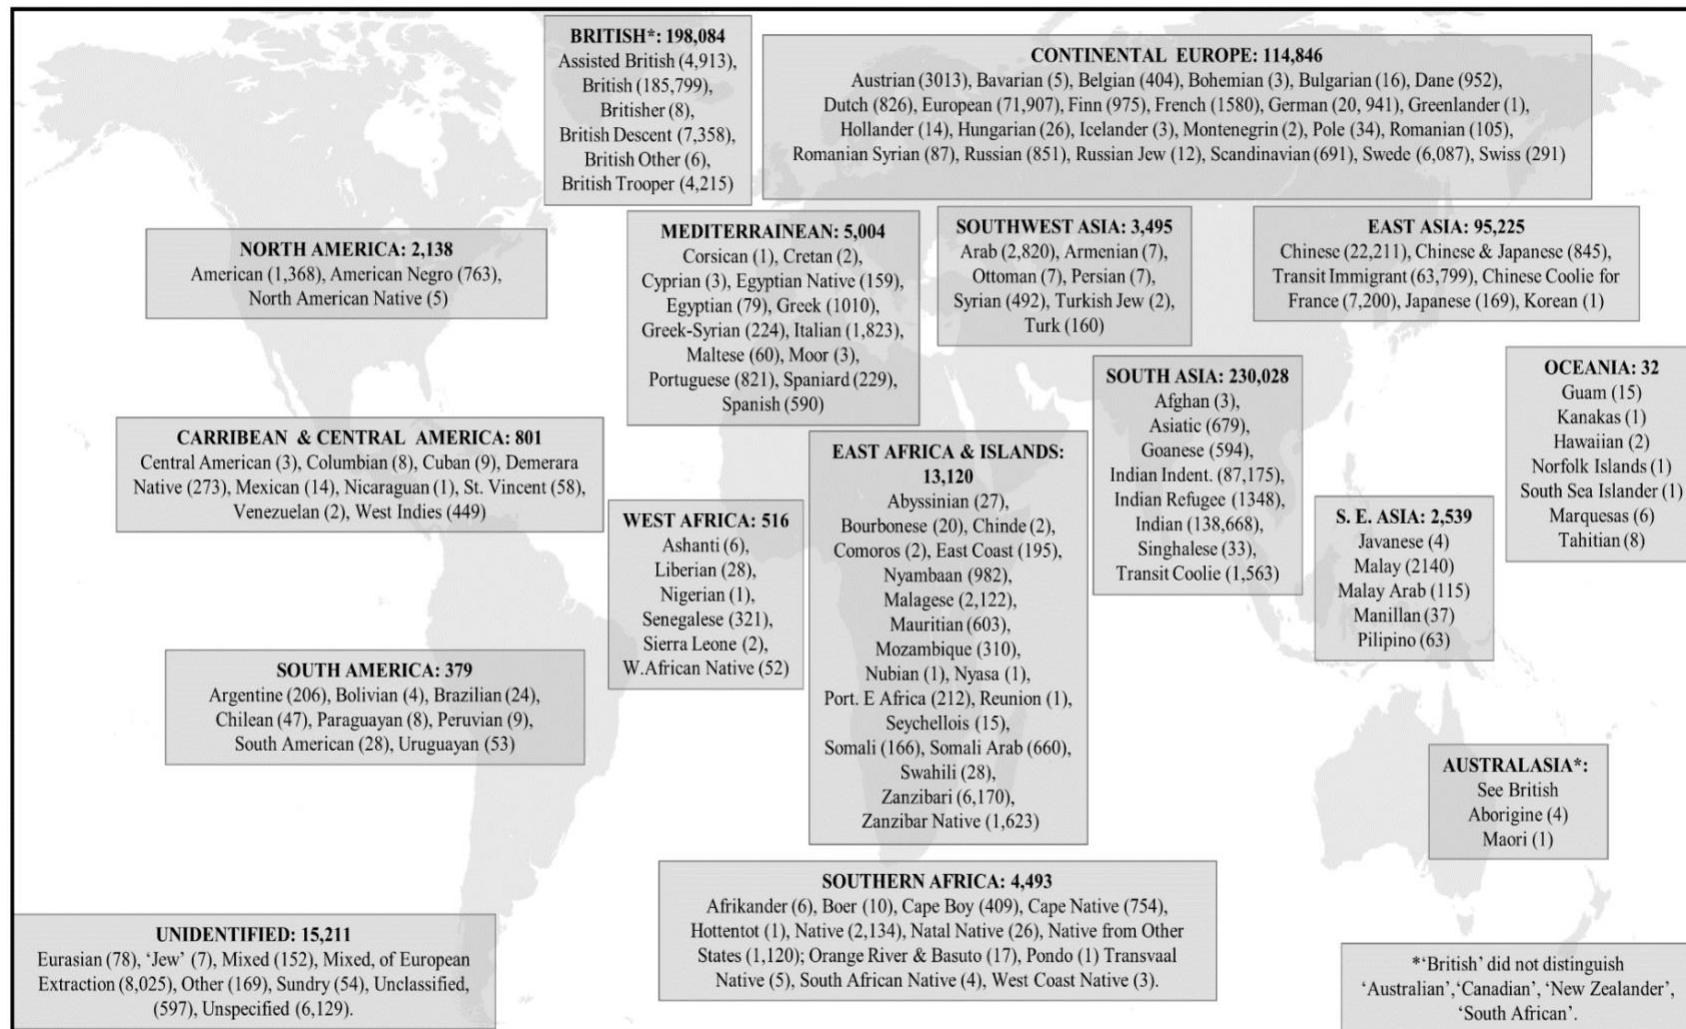 BRITISH*: 198,084
Assisted British (4,913),
British (185,799),
Britisher (8),
British Descent (7,358),
British Other (6),
British Trooper (4,215)
CONTINENTAL EUROPE: 114,846
Austrian (3013), Bavarian (5), Belgian (404), Bohemian (3), Bulgarian (16), Dane (952),
Dutch (826), European (71,907), Finn (975), French (1580), German (20, 941), Greenlander (1),
Hollander (14), Hungarian (26), Icelander (3), Montenegrin (2), Pole (34), Romanian (105),
Romanian Syrian (87), Russian (851), Russian Jew (12), Scandinavian (691), Swede (6,087), Swiss (291)
NORTH AMERICA: 2,138
American (1,368), American Negro (763),
North American Native (5)
MEDITERRAINEAN: 5,004
Corsican (1), Cretan (2),
Cyprian (3), Egyptian Native (159),
Egyptian (79), Greek (1010),
Greek-Syrian (224), Italian (1,823),
Maltese (60), Moor (3),
Portuguese (821), Spaniard (229),
Spanish (590)
SOUTHWEST ASIA: 3,495
Arab (2,820), Armenian (7),
Ottoman (7), Persian (7),
Syrian (492), Turkish Jew (2),
Turk (160)
EAST ASIA: 95,225
Chinese (22,211), Chinese & Japanese (845),
Transit Immigrant (63,799), Chinese Coolie for
France (7,200), Japanese (169), Korean (1)
CARRIBEAN & CENTRAL AMERICA: 801
Central American (3), Columbian (8), Cuban (9), Demerara
Native (273), Mexican (14), Nicaraguan (1), St. Vincent (58),
Venezuelan (2), West Indies (449)
WEST AFRICA: 516
Ashanti (6),
Liberian (28),
Nigerian (1),
Senegalese (321),
Sierra Leone (2),
W.African Native (52)
EAST AFRICA & ISLANDS:
13,120
Abyssinian (27),
Bourbonese (20), Chinde (2),
Comoros (2), East Coast (195),
Nyambaan (982),
Malagese (2,122),
Mauritian (603),
Mozambique (310),
Nubian (1), Nyasa (1),
Port. E Africa (212), Reunion (1),
Seychellois (15),
Somali (166), Somali Arab (660),
Swahili (28),
Zanzibari (6,170),
Zanzibar Native (1,623)
SOUTH ASIA: 230,028
Afghan (3),
Asiatic (679),
Goanese (594),
Indian Indent. (87,175),
Indian Refugee (1348),
Indian (138,668),
Singhalese (33),
Transit Coolie (1,563)
S. E. ASIA: 2,539
Javanese (4)
Malay (2140)
Malay Arab (115)
Manillan (37)
Pilipino (63)
OCEANIA: 32
Guam (15)
Kanakas (1)
Hawaiian (2)
Norfolk Islands (1)
South Sea Islander (1)
Marquesas (6)
Tahitian (8)
SOUTH AMERICA: 379
Argentine (206), Bolivian (4), Brazilian (24),
Chilean (47), Paraguayan (8), Peruvian (9),
South American (28), Uruguayan (53)
AUSTRALASIA*:
See British
Aborigine (4)
Maori (1)
SOUTHERN AFRICA: 4,493
Afrikander (6), Boer (10), Cape Boy (409), Cape Native (754),
Hottentot (1), Native (2,134), Natal Native (26), Native from Other
States (1,120); Orange River & Basuto (17), Pondo (1) Transvaal
Native (5), South African Native (4), West Coast Native (3).
UNIDENTIFIED: 15,211
Eurasian (78), ‘Jew’ (7), Mixed (152), Mixed, of European
Extraction (8,025), Other (169), Sundry (54), Unclassified,
(597), Unspecified (6,129).
*‘British’ did not distinguish
‘Australian’,‘Canadian’, ‘New Zealander’,
‘South African’.